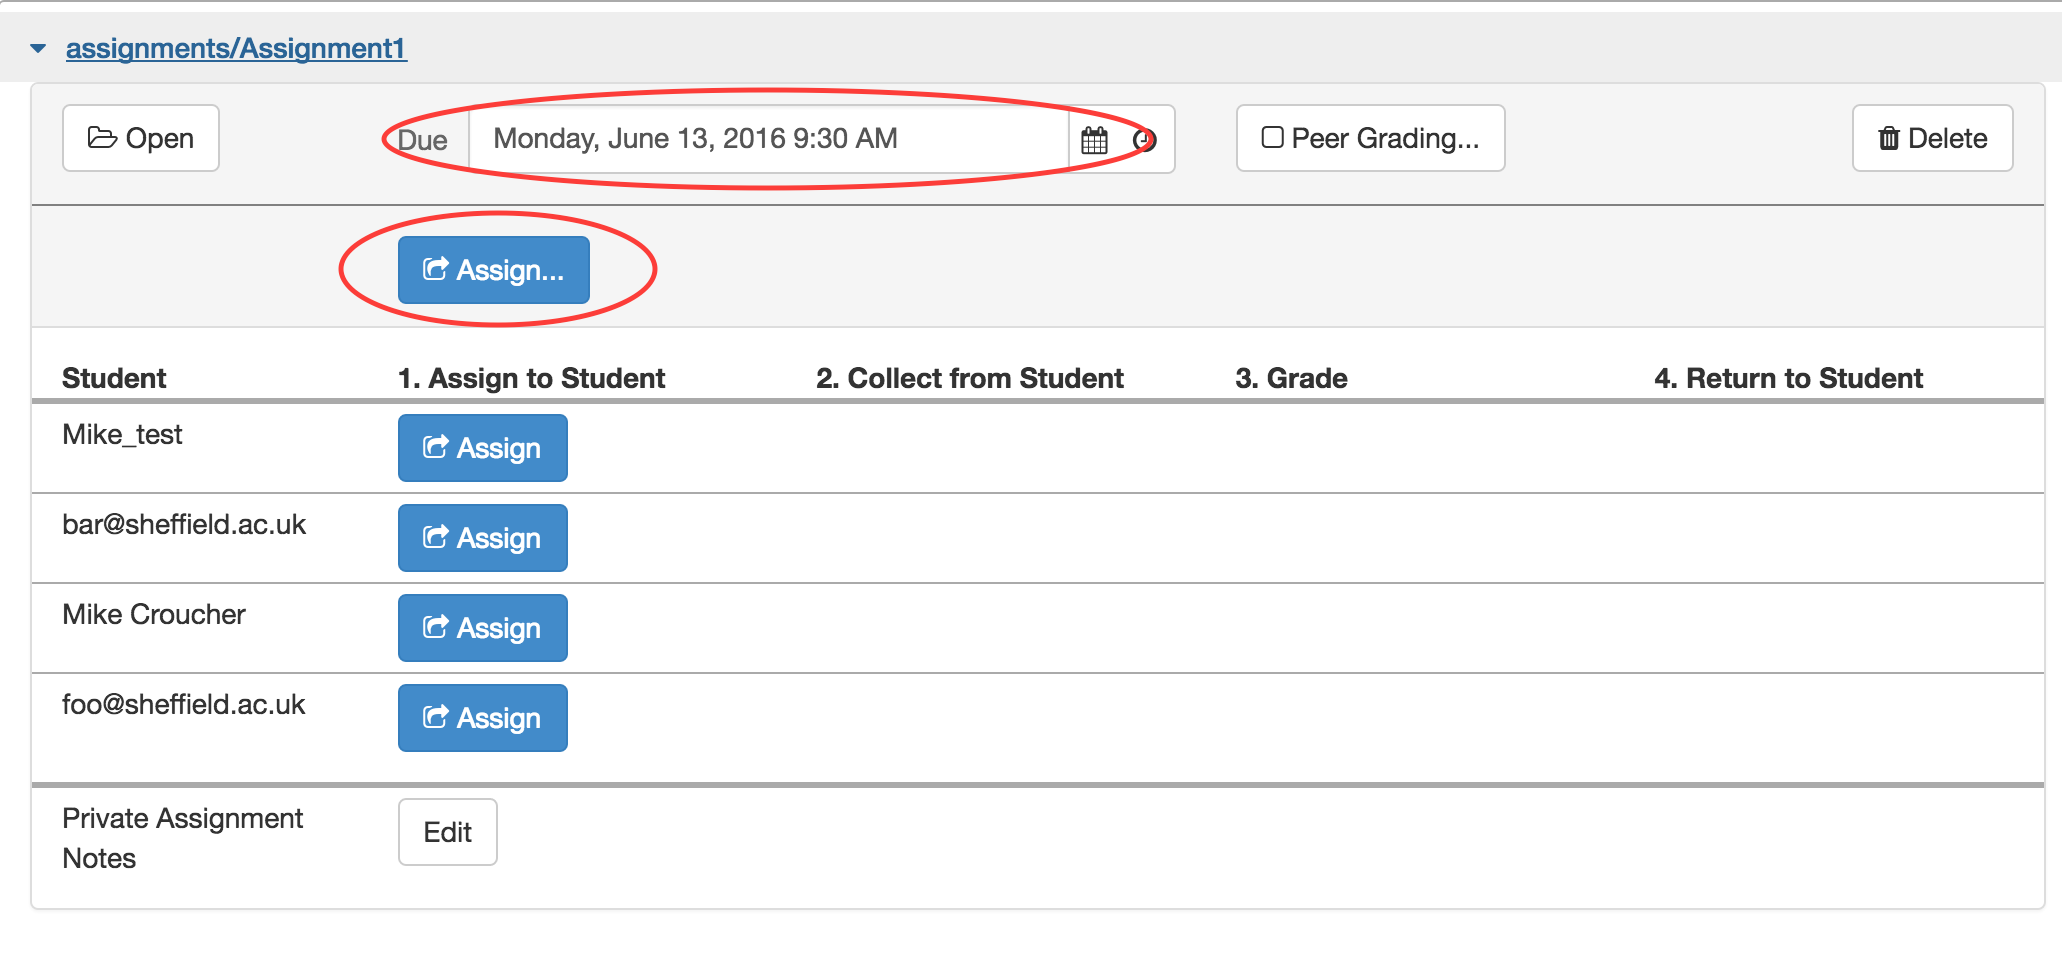 assignments/Assignment1
Open
Due Monday, June 13, 2016 9:30 AM
Peer Grading...
Delete
Assign...
Student 1. Assign to Student 2. Collect from Student 3. Grade 4. Return to Student
Mike_test Assign
bar@sheffield.ac.uk Assign
Mike Croucher Assign
foo@sheffield.ac.uk Assign
Private Assignment
Notes
Edit